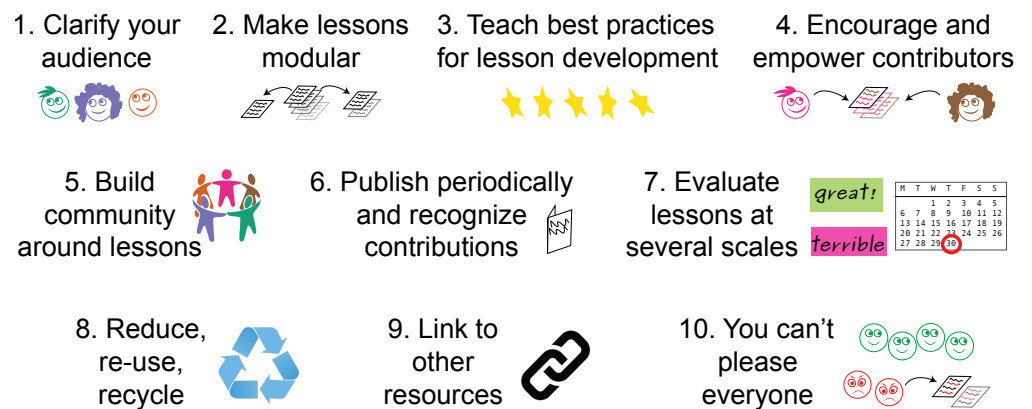 1. Clarify your
audience
2. Make lessons
modular
3. Teach best practices
for lesson development
4. Encourage and
empower contributors
5. Build
community
around lessons
6. Publish periodically
and recognize
contributions
7. Evaluate
lessons at
several scales
great!
terrible
M T W T F S S
1 2 3 4 5
6 7 8 9 10 11 12
13 14 15 16 17 18 19
20 21 22 23 24 25 26
27 28 29 30
8. Reduce,
re-use,
recycle
9. Link to
other
resources
10. You can't
please
everyone